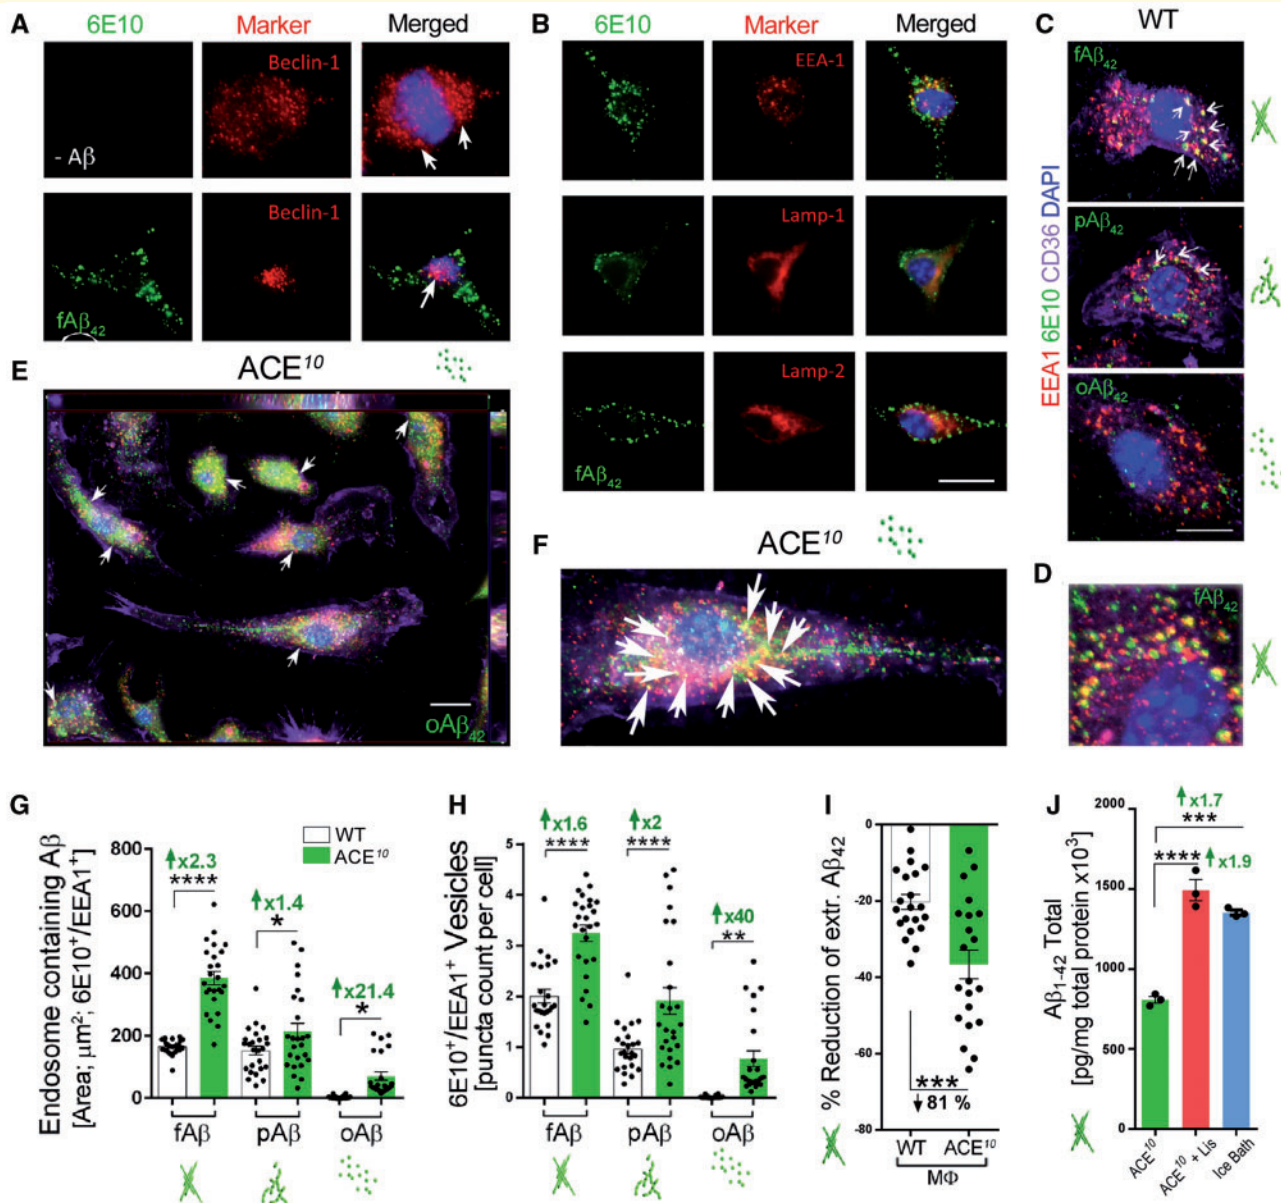 A
6E10
Marker
Merged
Beclin-1
- Aβ
Beclin-1
fAβ42
B
6E10
Marker
Merged
EEA-1
Lamp-1
Lamp-2
fAβ42
C
WT
fAβ42
pAβ42
oAβ42
EEA1 6E10 CD36 DAPI
D
fAβ42
E
ACE10
oAβ42
F
ACE10
G
Endosome containing Aβ
[Area; μm2; 6E10+/EEA1+]
800
600
400
200
0
WT
ACE10
x2.3
****
x1.4
*
x21.4
*
fAβ
pAβ
oAβ
H
6E10+/EEA1+ Vesicles
[puncta count per cell]
5
4
3
2
1
0
x1.6
****
x2
****
x40
**
fAβ
pAβ
oAβ
I
% Reduction of extr. Aβ42
0
-20
-40
-60
-80
***
81 %
WT
ACE10
MΦ
J
Aβ1-42 Total
[pg/mg total protein x103]
2000
1500
1000
500
0
x1.7
***
****
x1.9
ACE10
ACE10 + Lis
Ice Bath